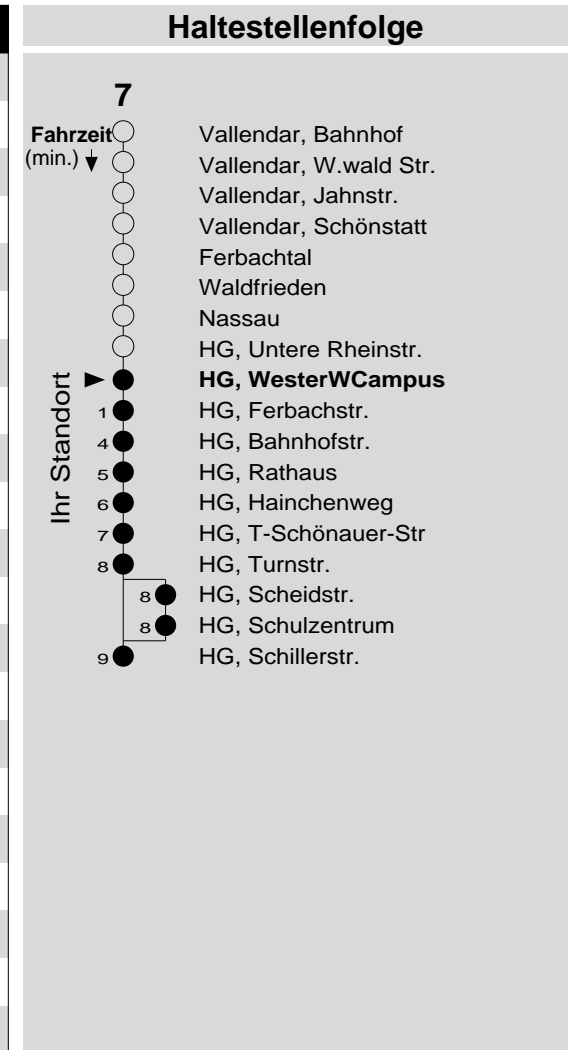 Haltestellenfolge
7
Fahrzeit
(min.)
Vallendar, Bahnhof
Vallendar, W.wald Str.
Vallendar, Jahnstr.
Vallendar, Schönstatt
Ferbachtal
Waldfrieden
Nassau
HG, Untere Rheinstr.
Ihr Standort
HG, WesterWCampus
1 HG, Ferbachstr.
4 HG, Bahnhofstr.
5 HG, Rathaus
6 HG, Hainchenweg
7 HG, T-Schönauer-Str
8 HG, Turnstr.
8 HG, Scheidstr.
8 HG, Schulzentrum
9 HG, Schillerstr.